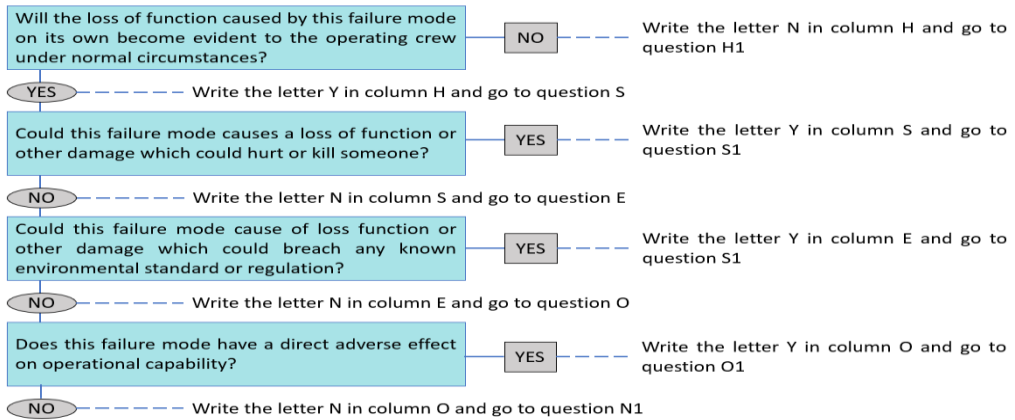 Will the loss of function caused by this failure mode
on its own become evident to the operating crew
under normal circumstances?
NO
Write the letter N in column H and go to
question H1
YES
Write the letter Y in column H and go to question S
Could this failure mode causes a loss of function or
other damage which could hurt or kill someone?
YES
Write the letter Y in column S and go to
question S1
NO
Write the letter N in column S and go to question E
Could this failure mode cause of loss function or
other damage which could breach any known
environmental standard or regulation?
YES
Write the letter Y in column E and go to
question S1
NO
Write the letter N in column E and go to question O
Does this failure mode have a direct adverse effect
on operational capability?
YES
Write the letter Y in column O and go to
question O1
NO
Write the letter N in column O and go to question N1